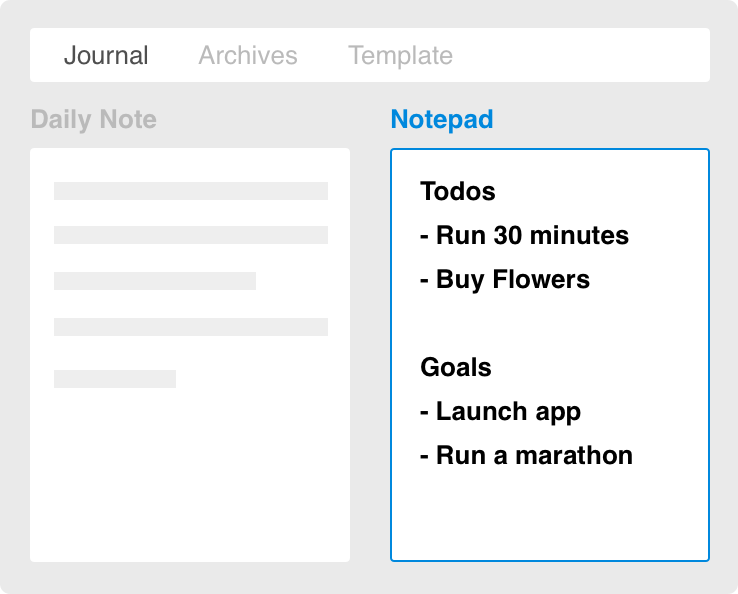 Journal Archives Template
Daily Note
Notepad
Todos
- Run 30 minutes
- Buy Flowers
Goals
- Launch app
- Run a marathon